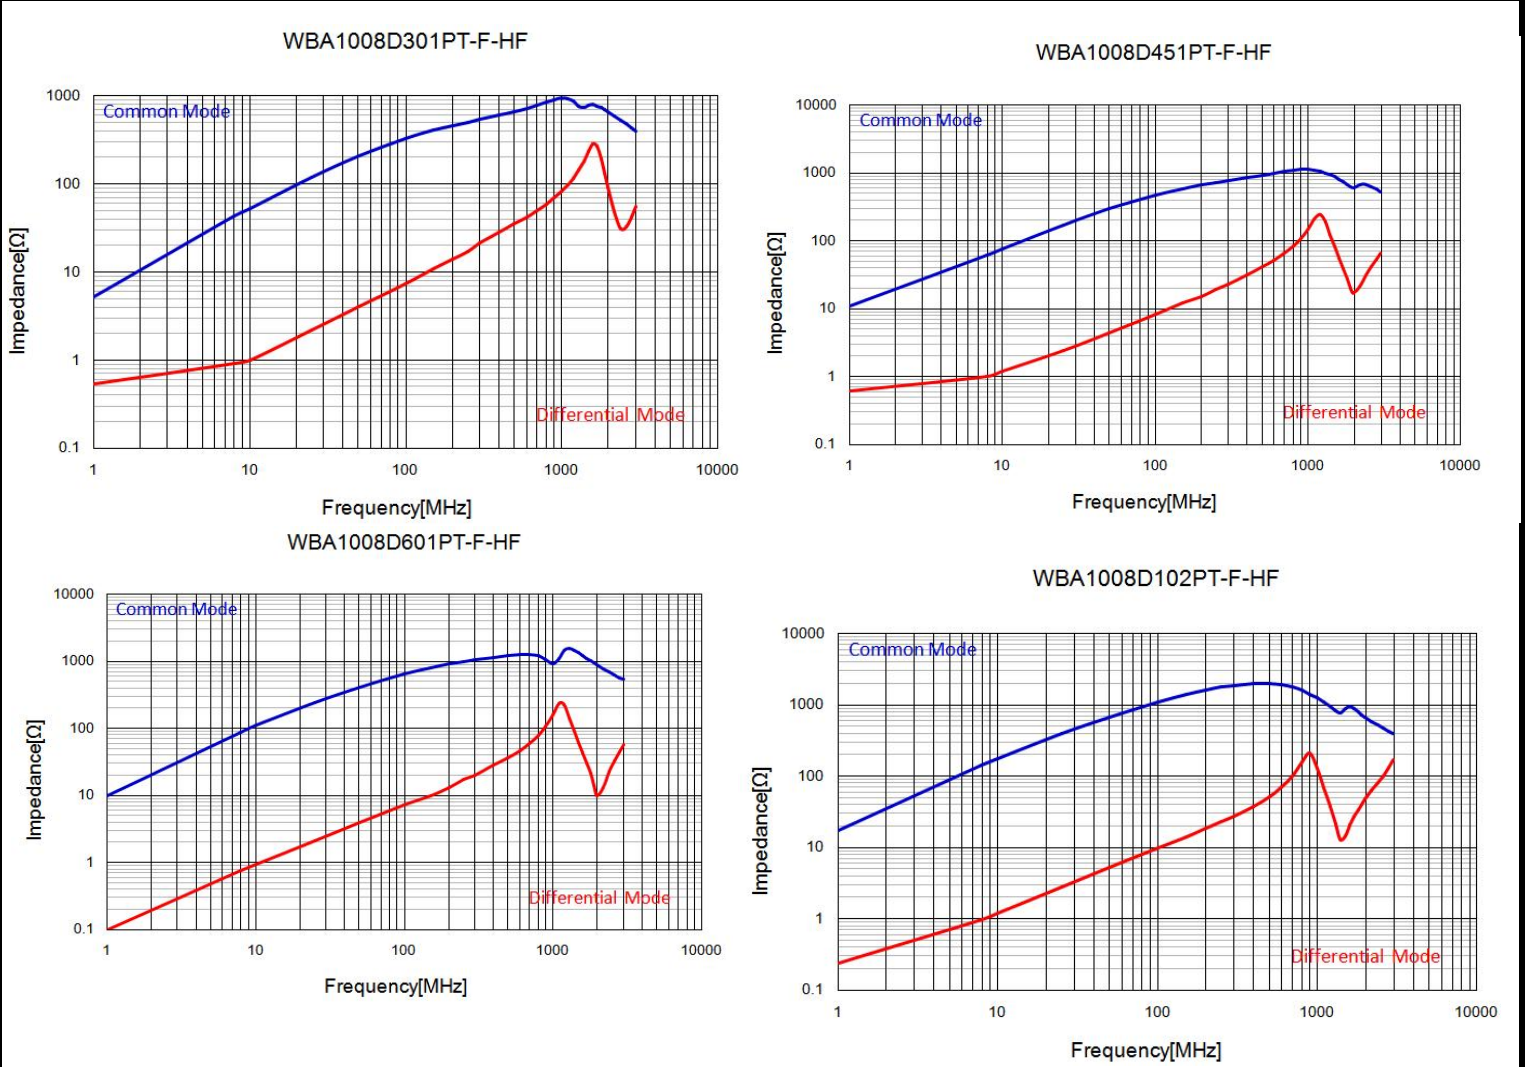 WBA1008D301PT-F-HF
1000
Common Mode
100
10
1
Differential Mode
0.1
Impedance[Ω]
1 10 100 1000 10000
Frequency[MHz]
WBA1008D451PT-F-HF
10000
Common Mode
1000
100
10
1
Differential Mode
0.1
Impedance[Ω]
1 10 100 1000 10000
Frequency[MHz]
WBA1008D601PT-F-HF
10000
Common Mode
1000
100
10
1
Differential Mode
0.1
Impedance[Ω]
1 10 100 1000 10000
Frequency[MHz]
WBA1008D102PT-F-HF
10000
Common Mode
1000
100
10
1
Differential Mode
0.1
Impedance[Ω]
1 10 100 1000 10000
Frequency[MHz]